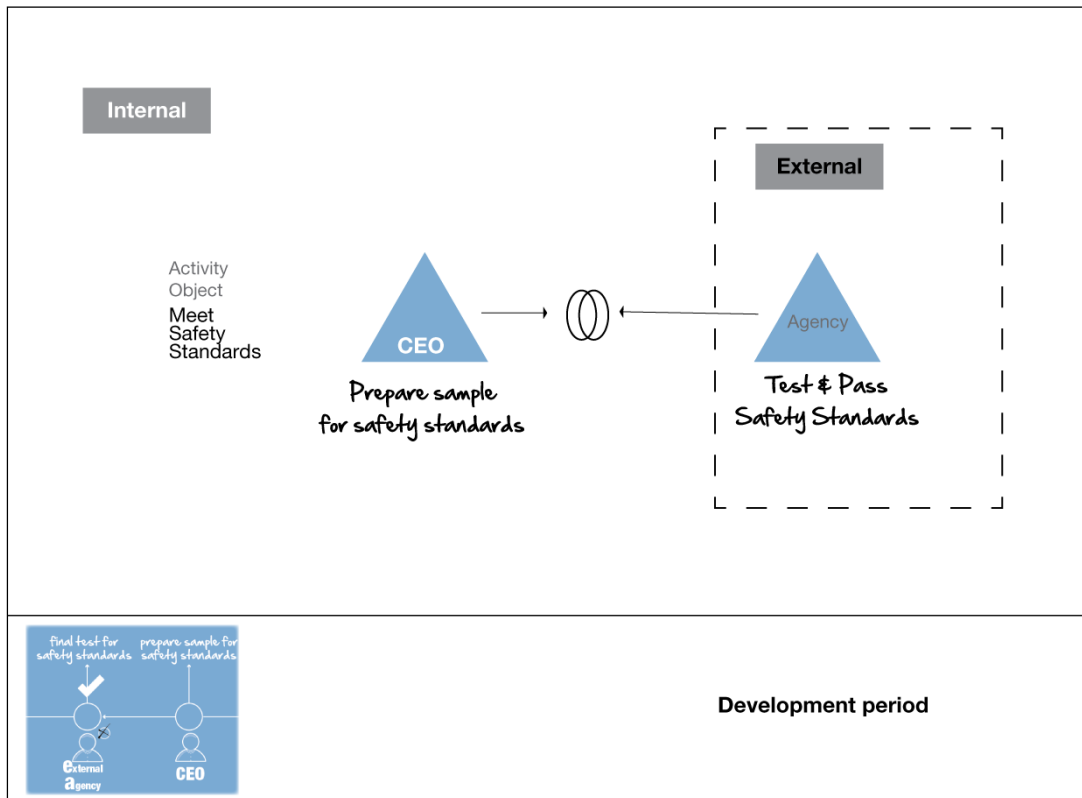 Internal
External
Activity
Object
Meet
Safety
Standards
CEO
Agency
Prepare sample
for safety standards
Test & Pass
Safety Standards
final test for
safety standards
prepare sample for
safety standards
external
agency
CEO
Development period